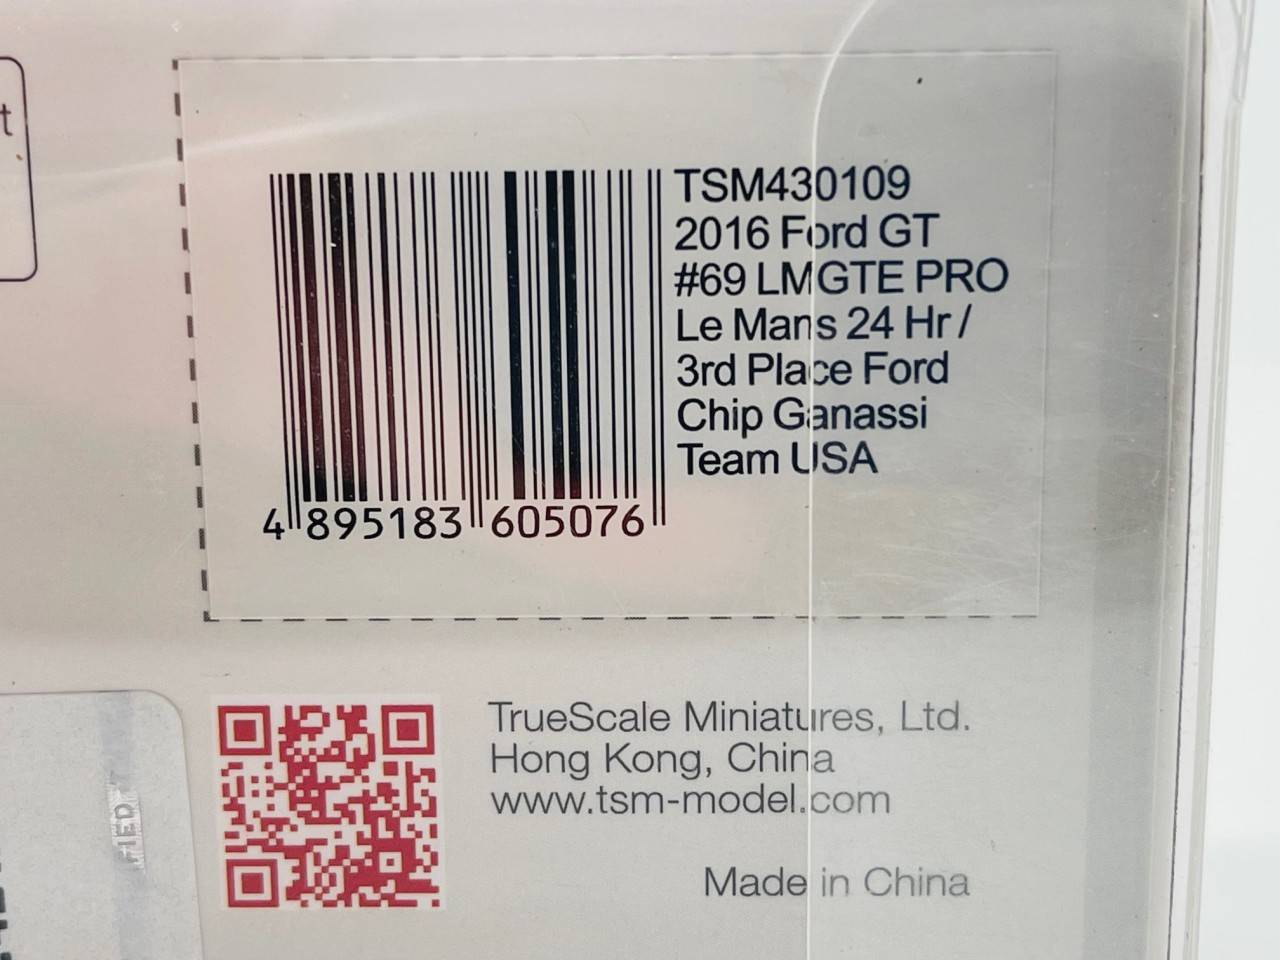 t
TSM430109
2016 Ford GT
#69 LMGTE PRO
Le Mans 24 Hr /
3rd Place Ford
Chip Ganassi
Team USA
4 895183 605076
TrueScale Miniatures, Ltd.
Hong Kong, China
www.tsm-model.com
Made in China